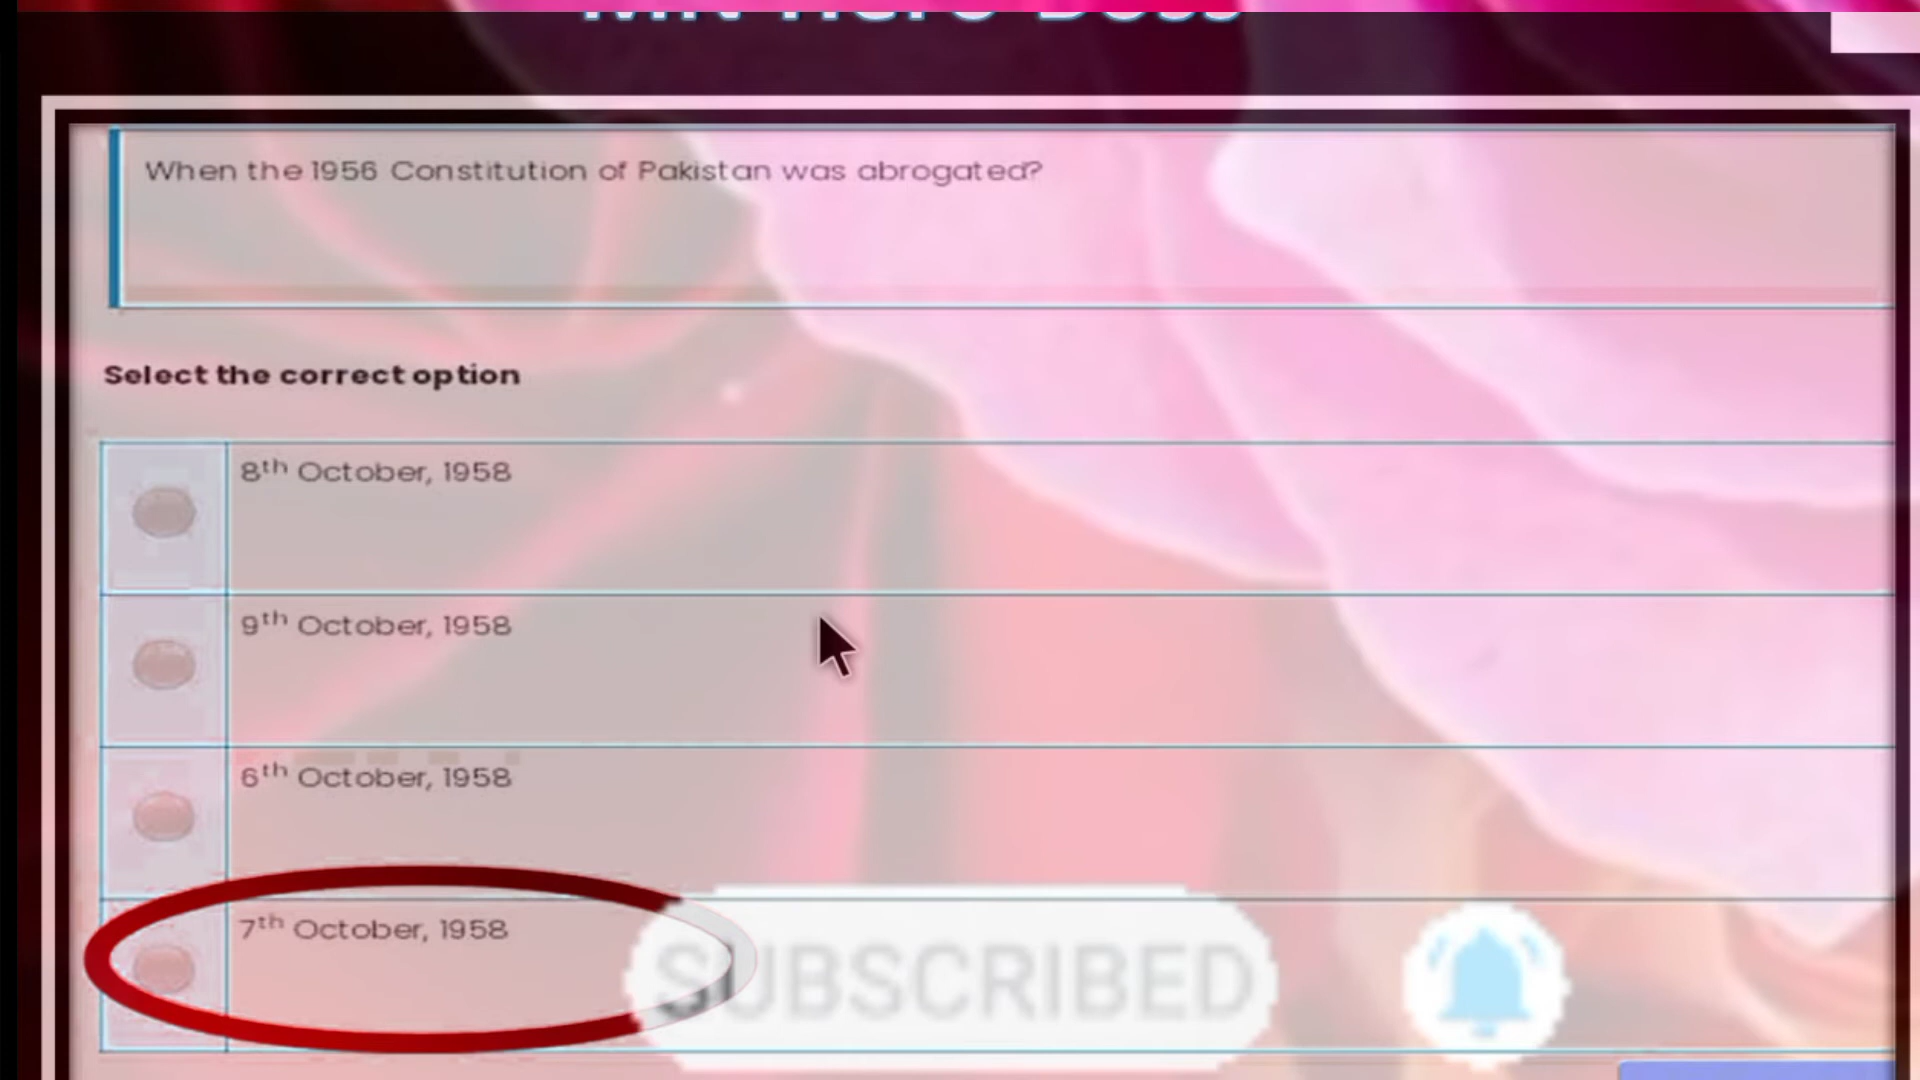 When the 1956 Constitution of Pakistan was abrogated?
Select the correct option
8th October, 1958
9th October, 1958
6th October, 1958
7th October, 1958
SUBSCRIBED